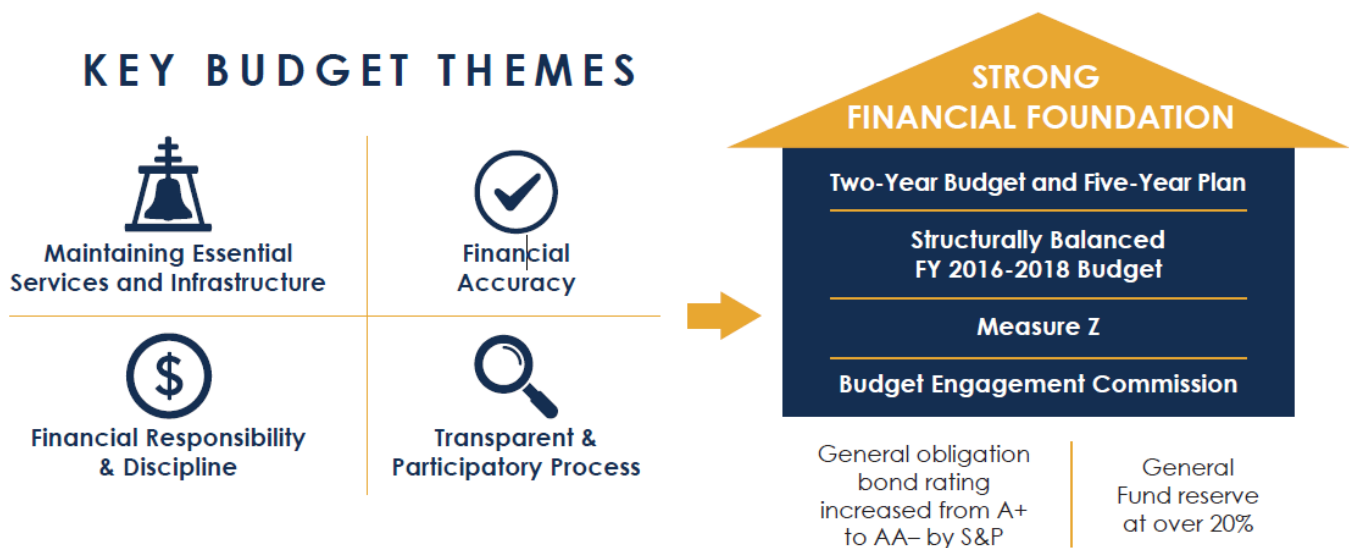 KEY BUDGET THEMES
Maintaining Essential
Services and Infrastructure
Financial
Accuracy
$
Financial Responsibility
& Discipline
Transparent &
Participatory Process
STRONG
FINANCIAL FOUNDATION
Two-Year Budget and Five-Year Plan
Structurally Balanced
FY 2016-2018 Budget
Measure Z
Budget Engagement Commission
General obligation
bond rating
increased from A+
to AA– by S&P
General
Fund reserve
at over 20%